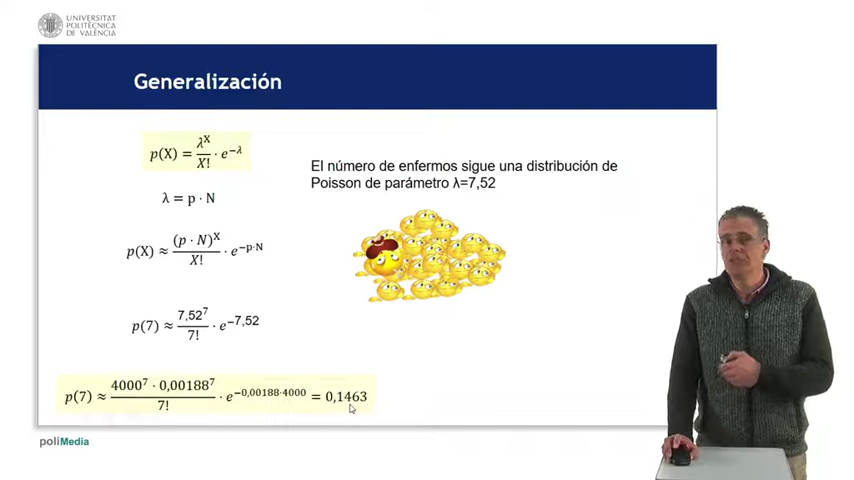 UNIVERSITAT
POLITÈCNICA
DE VALÈNCIA
Generalización
p(X) = λ^X / X! · e^−λ
λ = p · N
p(X) ≈ (p · N)^X / X! · e^−p·N
p(7) ≈ 7,52^7 / 7! · e^−7,52
p(7) ≈ 4000^7 · 0,00188^7 / 7! · e^−0,00188·4000 = 0,1463
El número de enfermos sigue una distribución de
Poisson de parámetro λ=7,52
poliMedia